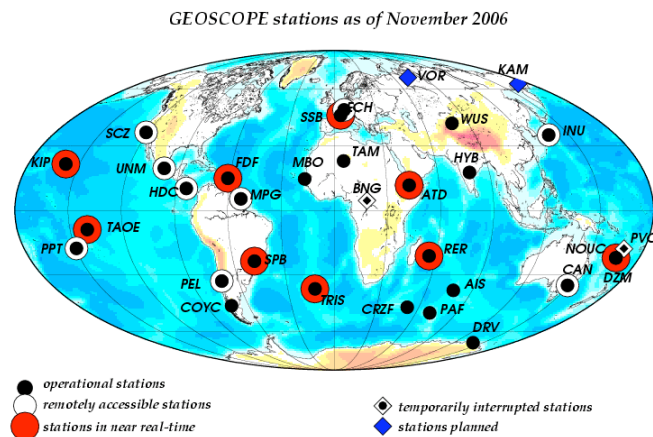 GEOSCOPE stations as of November 2006
VOR
KAM
ECH
SSB
WUS
SCZ
INU
KIP
UNM
FDF
MBO
TAM
HYB
HDC
MPG
BNG
ATD
TAOE
PPT
SPB
RER
NOUC
PVC
DZM
CAN
PEL
TRIS
AIS
COYC
CRZF
PAF
DRV
operational stations
remotely accessible stations
stations in near real-time
temporarily interrupted stations
stations planned